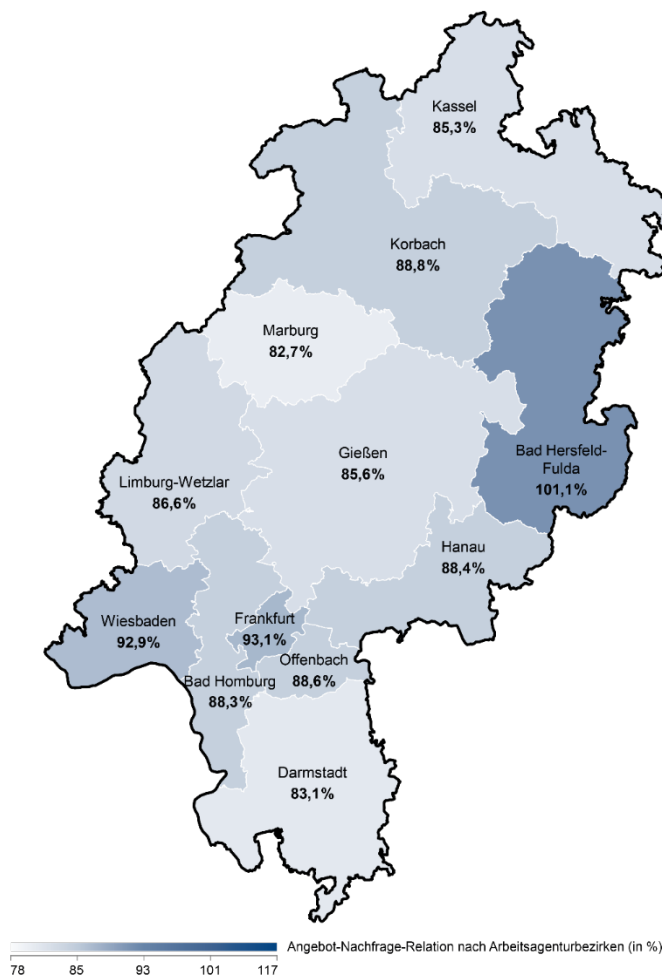 Kassel
85,3%
Korbach
88,8%
Marburg
82,7%
Gießen
85,6%
Bad Hersfeld-
Fulda
101,1%
Limburg-Wetzlar
86,6%
Hanau
88,4%
Wiesbaden
92,9%
Frankfurt
93,1%
Offenbach
88,6%
Bad Homburg
88,3%
Darmstadt
83,1%
Angebot-Nachfrage-Relation nach Arbeitsagenturbezirken (in %)
78 85 93 101 117